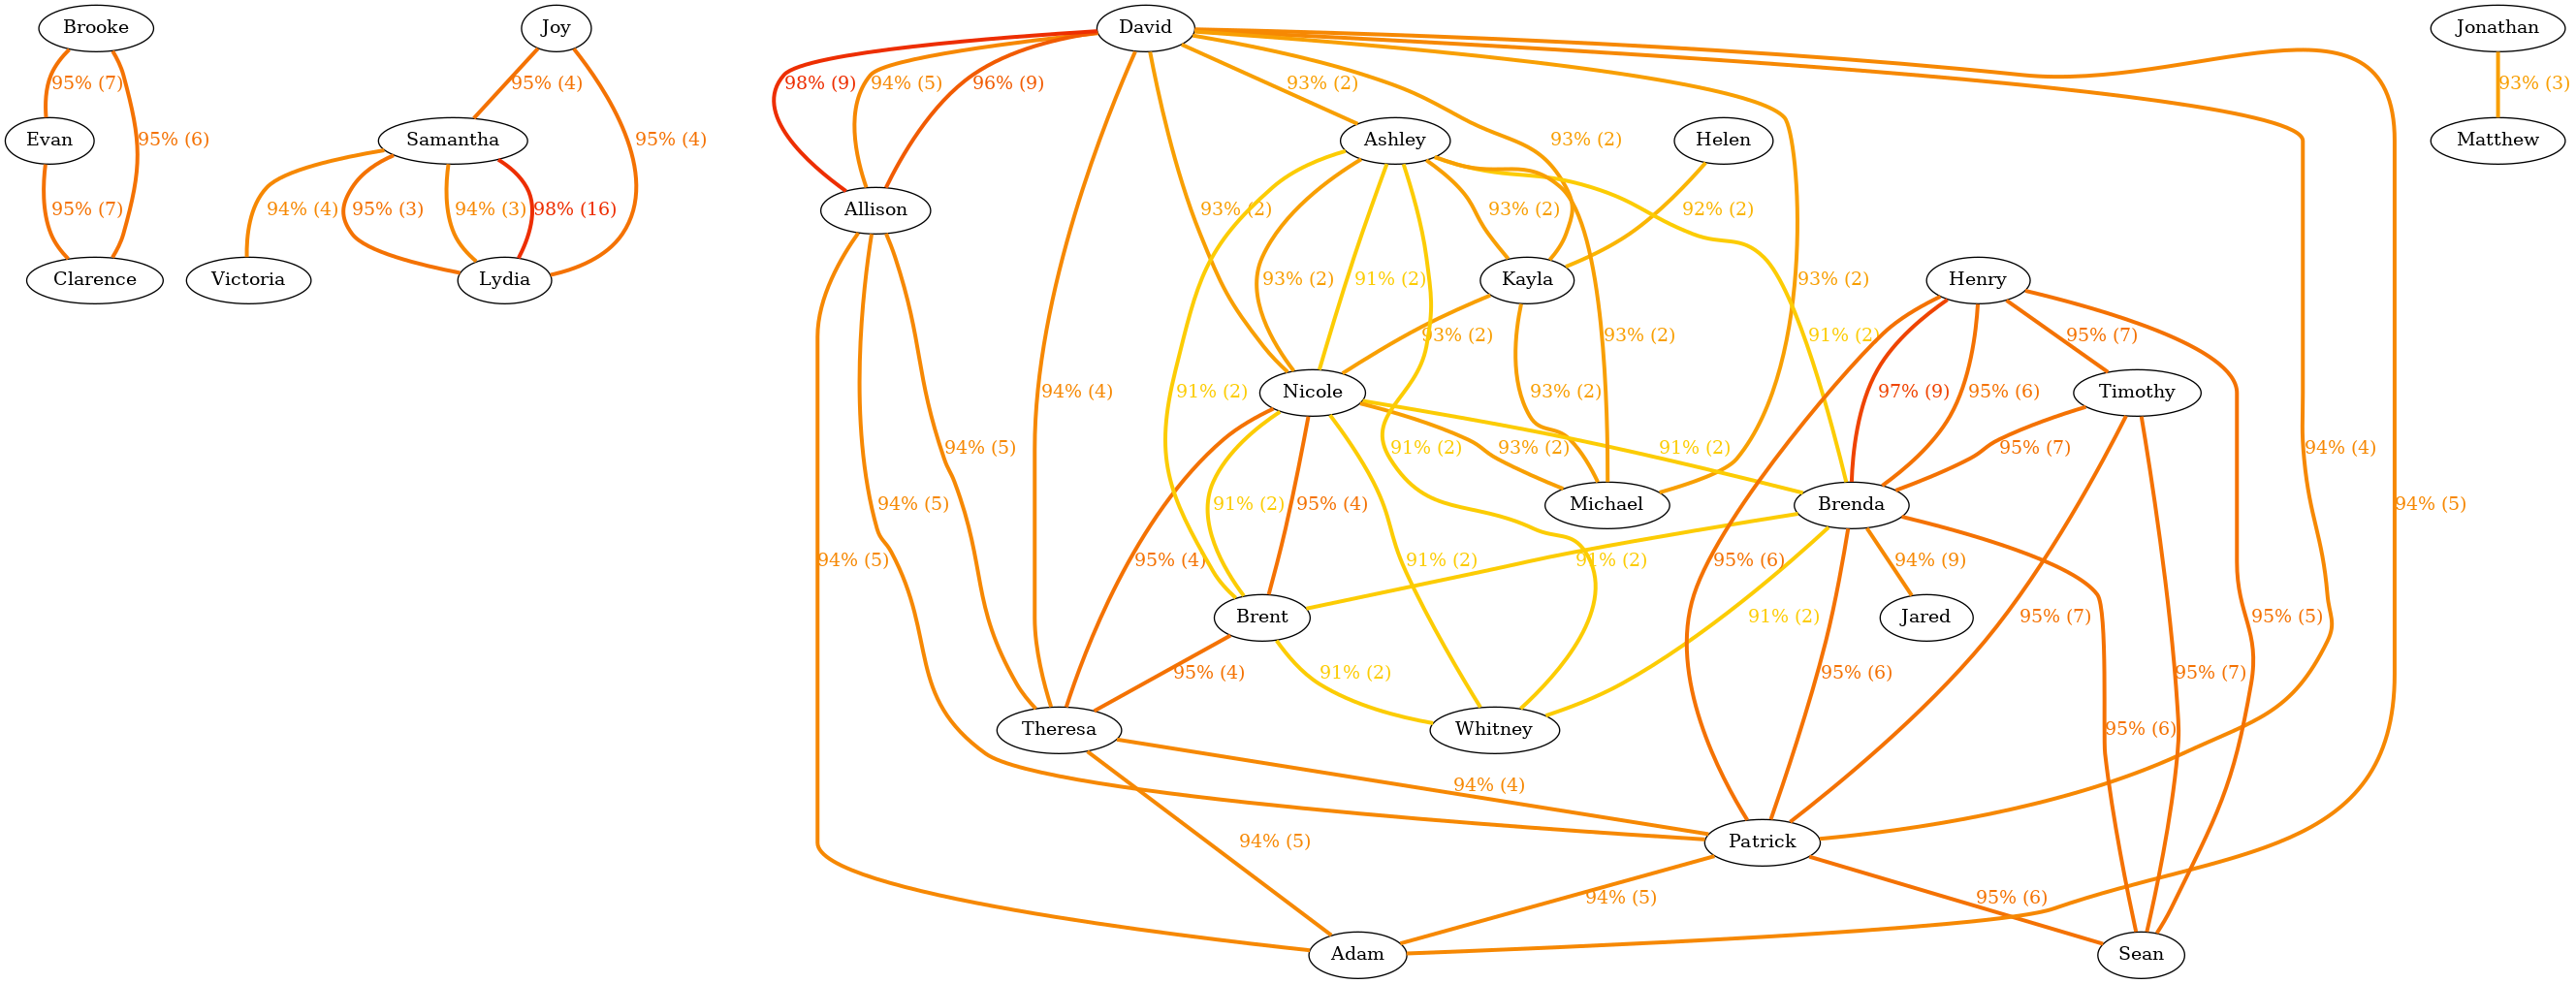 Brooke
Joy
David
Jonathan
95% (7)
95% (4)
98% (9)
94% (5)
96% (9)
93% (2)
93% (3)
Evan
95% (6)
Samantha
95% (4)
Ashley
93% (2)
Helen
Matthew
95% (7)
94% (4)
95% (3)
94% (3)
98% (16)
Allison
93% (2)
93% (2)
92% (2)
Clarence
Victoria
Lydia
93% (2)
91% (2)
Kayla
93% (2)
Henry
93% (2)
93% (2)
91% (2)
95% (7)
94% (4)
91% (2)
Nicole
93% (2)
97% (9)
95% (6)
Timothy
94% (5)
91% (2)
93% (2)
91% (2)
95% (7)
94% (4)
94% (5)
91% (2)
95% (4)
Michael
Brenda
94% (5)
94% (5)
95% (4)
91% (2)
91% (2)
95% (6)
94% (9)
Brent
91% (2)
Jared
95% (7)
95% (5)
95% (4)
91% (2)
95% (6)
95% (7)
Theresa
Whitney
95% (6)
94% (4)
94% (5)
Patrick
94% (5)
95% (6)
Adam
Sean